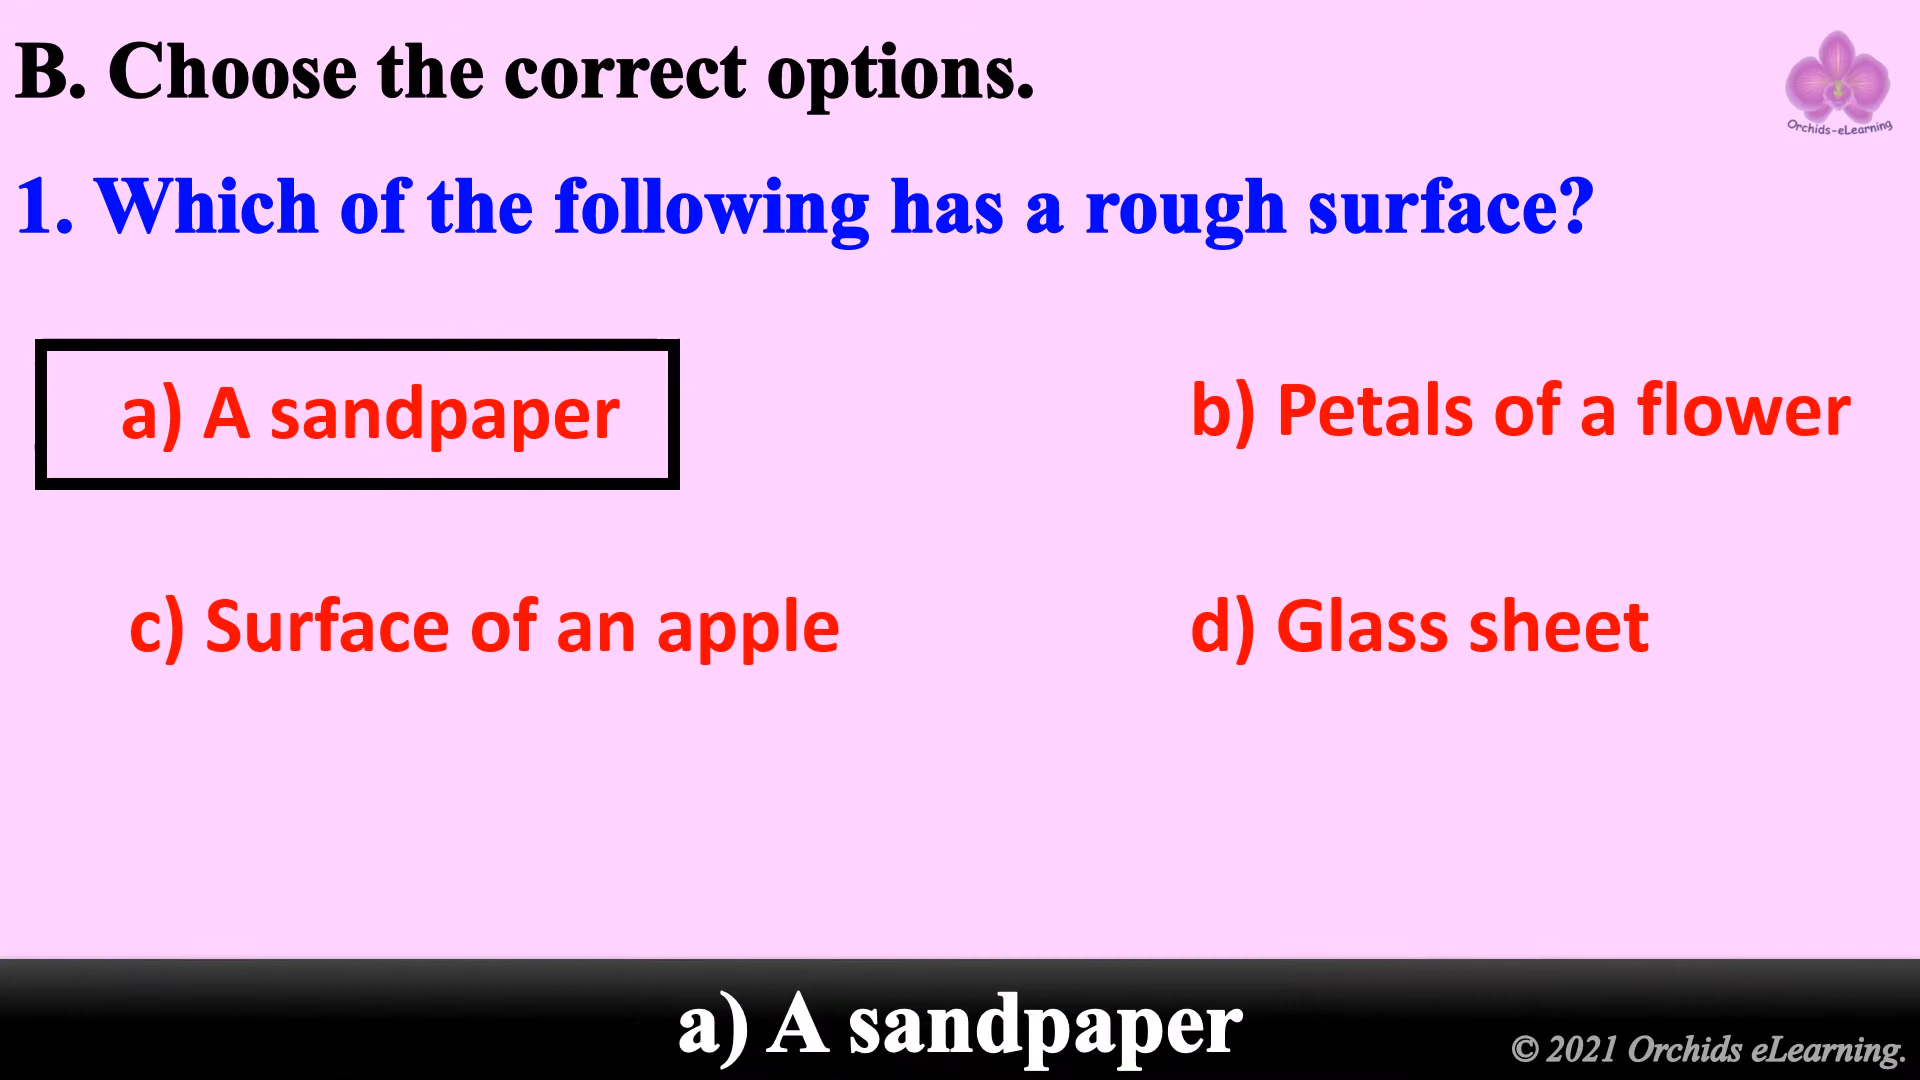 B. Choose the correct options.
Orchids-eLearning
1. Which of the following has a rough surface?
a) A sandpaper
b) Petals of a flower
c) Surface of an apple
d) Glass sheet
a) A sandpaper
© 2021 Orchids eLearning.